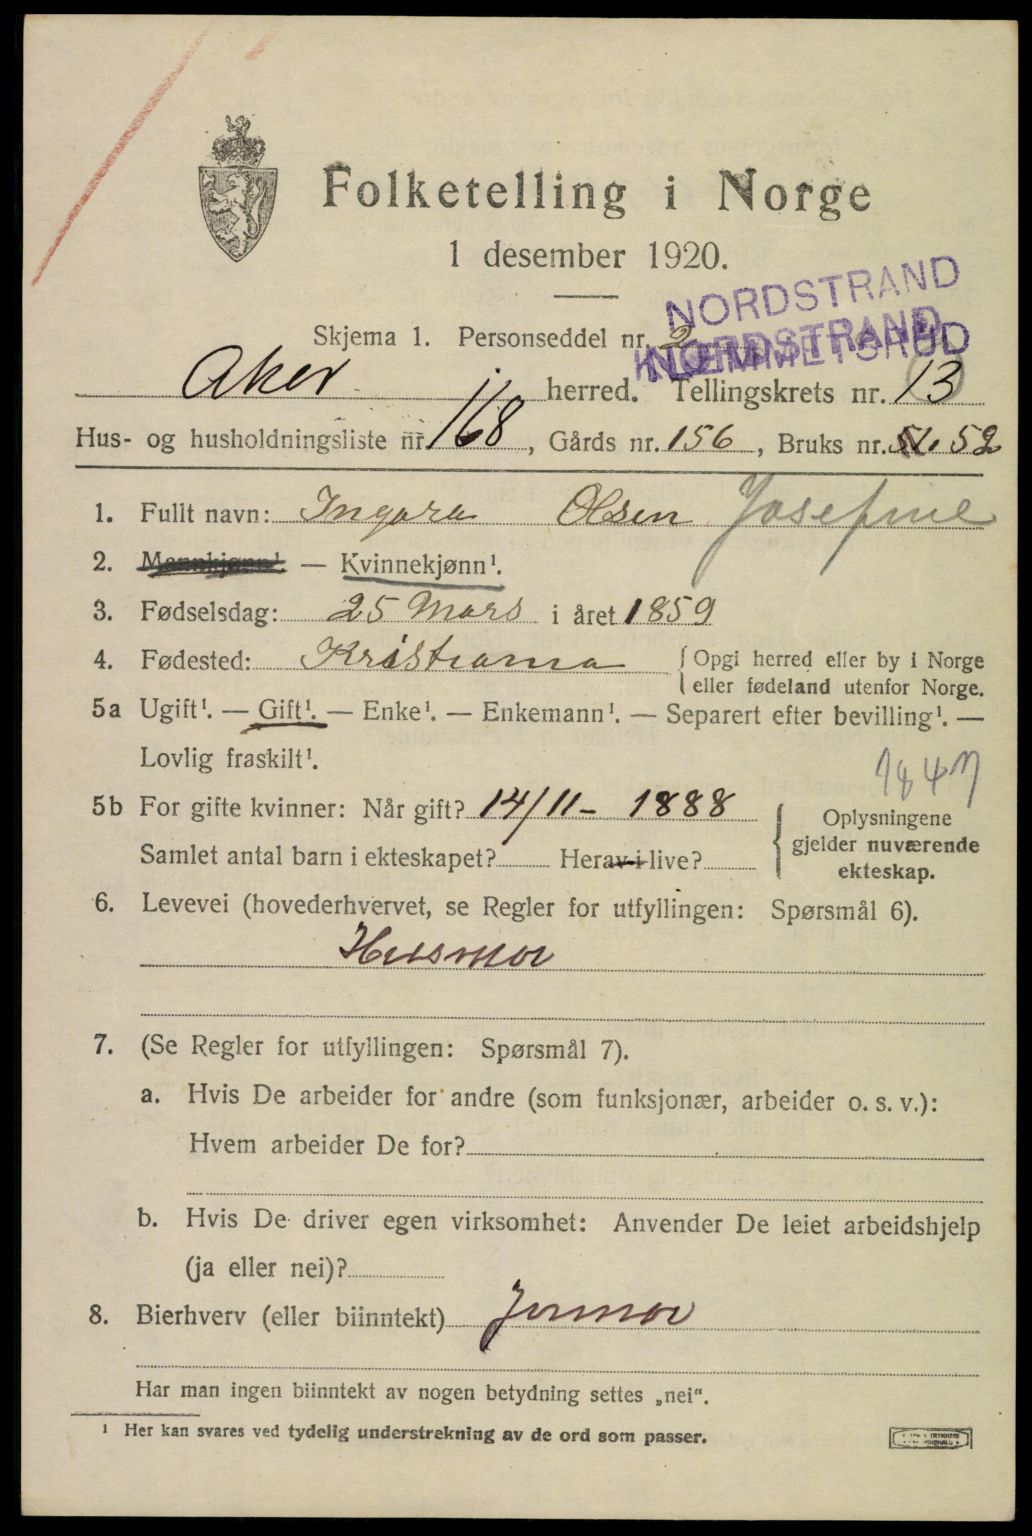 Folketelling i Norge
1 desember 1920.
NORDSTRAND
Skjema 1. Personseddel nr. 2
NORDSTRAND
Aker herred. Tellingskrets nr. 13
Hus- og husholdningsliste nr. 168, Gårds nr. 156, Bruks nr. 51. 52
1. Fullt navn: Ingara Olsen Josefine
2. Mannkjønn¹ — Kvinnekjønn¹.
3. Fødselsdag: 25 Mars i året 1859
4. Fødested: Kristiania {Opgi herred eller by i Norge
eller fødeland utenfor Norge.
5a Ugift¹. — Gift¹. — Enke¹. — Enkemann¹. — Separert efter bevilling¹. —
Lovlig fraskilt¹.
1847
5b For gifte kvinner: Når gift? 14/11 - 1888
Samlet antal barn i ekteskapet? Herav i live?
{Oplysningene
gjelder nuværende
ekteskap.
6. Levevei (hovederhvervet, se Regler for utfyllingen: Spørsmål 6).
Husmor
7. (Se Regler for utfyllingen: Spørsmål 7).
a. Hvis De arbeider for andre (som funksjonær, arbeider o. s. v.):
Hvem arbeider De for?
b. Hvis De driver egen virksomhet: Anvender De leiet arbeidshjelp
(ja eller nei)?
8. Bierhverv (eller biinntekt) Jormor
Har man ingen biinntekt av nogen betydning settes „nei“.
¹ Her kan svares ved tydelig understrekning av de ord som passer.